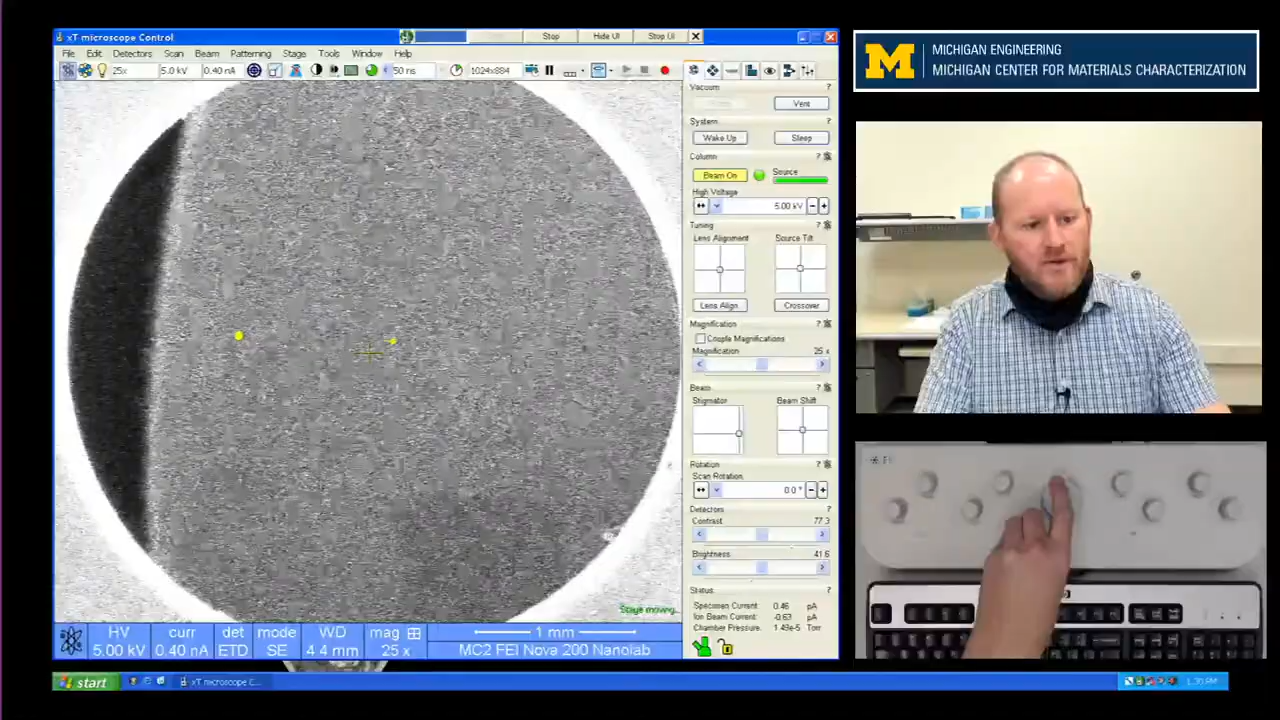 xT microscope Control
Stop
Hide UI
Stop UI
File Edit Detectors Scan Beam Patterning Stage Tools Window Help
25x 5.0 kV 0.40 nA 50 ns 1024x884
Vacuum
Vent
System
Wake Up Sleep
Column
Beam On Source
High Voltage
5.00 kV
Tuning
Lens Alignment Source Tilt
Lens Align Crossover
Magnification
Couple Magnifications
Magnification 25 x
Beam
Stigmator Beam Shift
Rotation
Scan Rotation
0.0 °
Detectors
Contrast 77.3
Brightness 41.6
Status
Specimen Current: 0.46 pA
Ion Beam Current: -0.63 pA
Chamber Pressure: 1.49e-5 Torr
Stage moving...
HV curr det mode WD mag 1 mm
5.00 kV 0.40 nA ETD SE 4.4 mm 25 x MC2 FEI Nova 200 Nanolab
start xT microscope C...
1:30 PM
M MICHIGAN ENGINEERING
MICHIGAN CENTER FOR MATERIALS CHARACTERIZATION